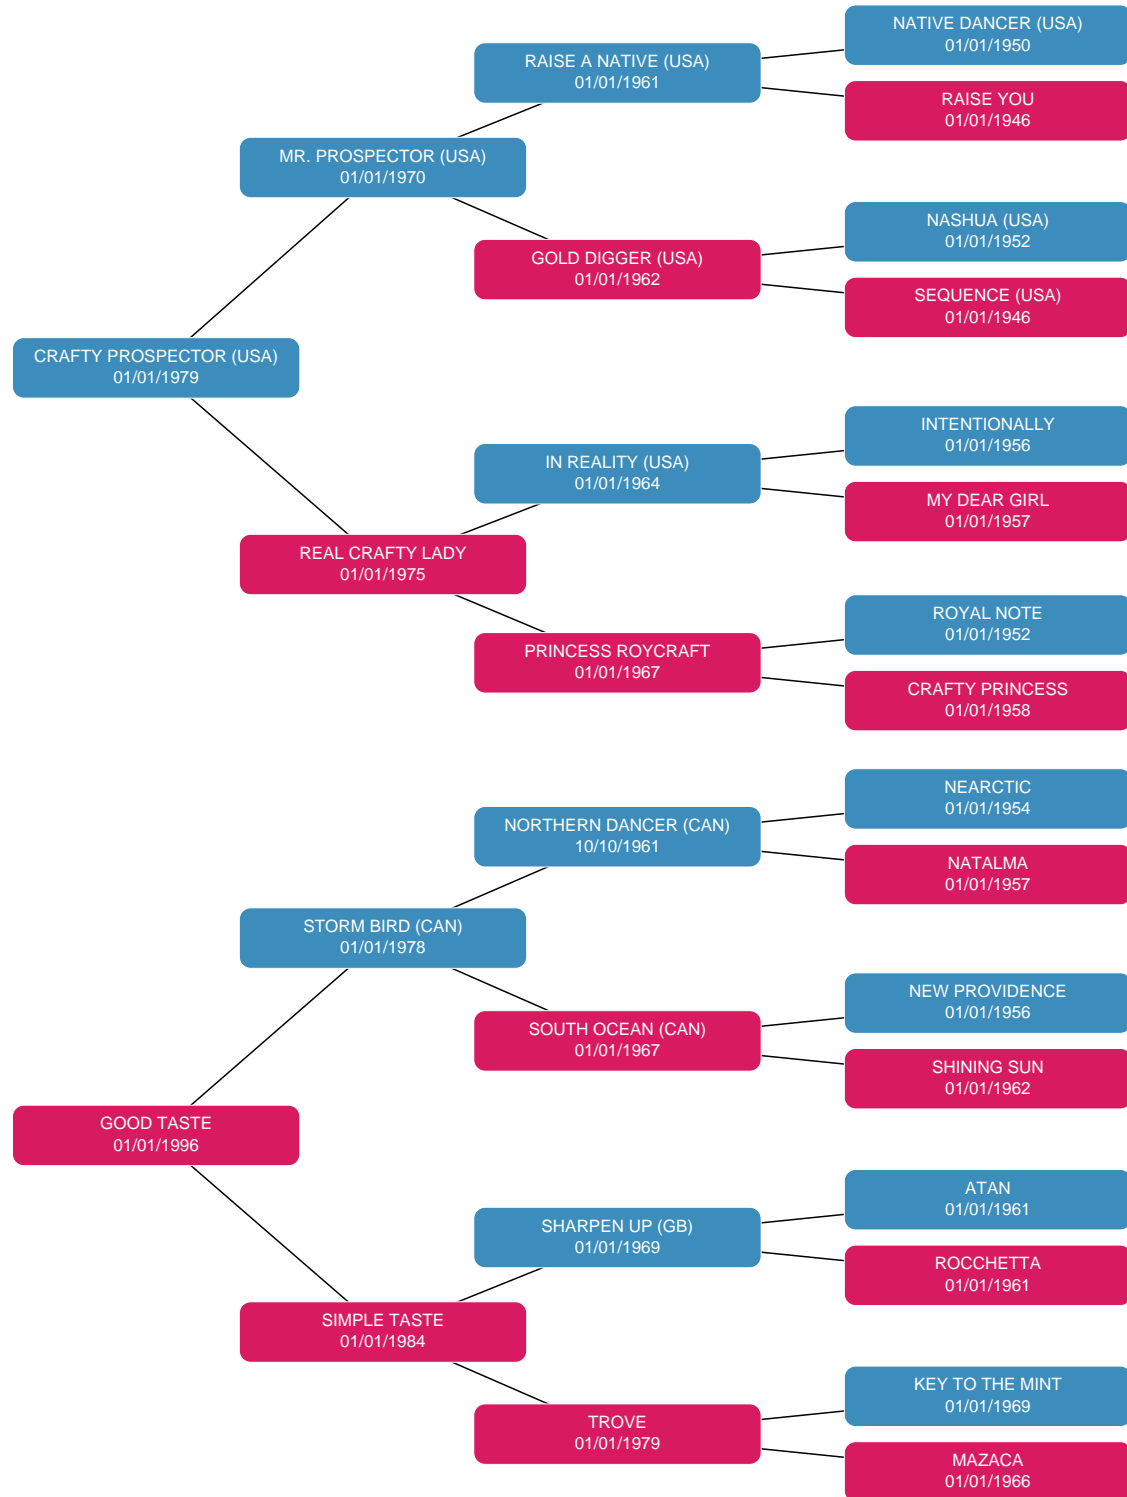 NATIVE DANCER (USA)
01/01/1950
RAISE A NATIVE (USA)
01/01/1961
RAISE YOU
01/01/1946
MR. PROSPECTOR (USA)
01/01/1970
NASHUA (USA)
01/01/1952
GOLD DIGGER (USA)
01/01/1962
SEQUENCE (USA)
01/01/1946
CRAFTY PROSPECTOR (USA)
01/01/1979
INTENTIONALLY
01/01/1956
IN REALITY (USA)
01/01/1964
MY DEAR GIRL
01/01/1957
REAL CRAFTY LADY
01/01/1975
ROYAL NOTE
01/01/1952
PRINCESS ROYCRAFT
01/01/1967
CRAFTY PRINCESS
01/01/1958
NEARCTIC
01/01/1954
NORTHERN DANCER (CAN)
10/10/1961
NATALMA
01/01/1957
STORM BIRD (CAN)
01/01/1978
NEW PROVIDENCE
01/01/1956
SOUTH OCEAN (CAN)
01/01/1967
SHINING SUN
01/01/1962
GOOD TASTE
01/01/1996
ATAN
01/01/1961
SHARPEN UP (GB)
01/01/1969
ROCCHETTA
01/01/1961
SIMPLE TASTE
01/01/1984
KEY TO THE MINT
01/01/1969
TROVE
01/01/1979
MAZACA
01/01/1966